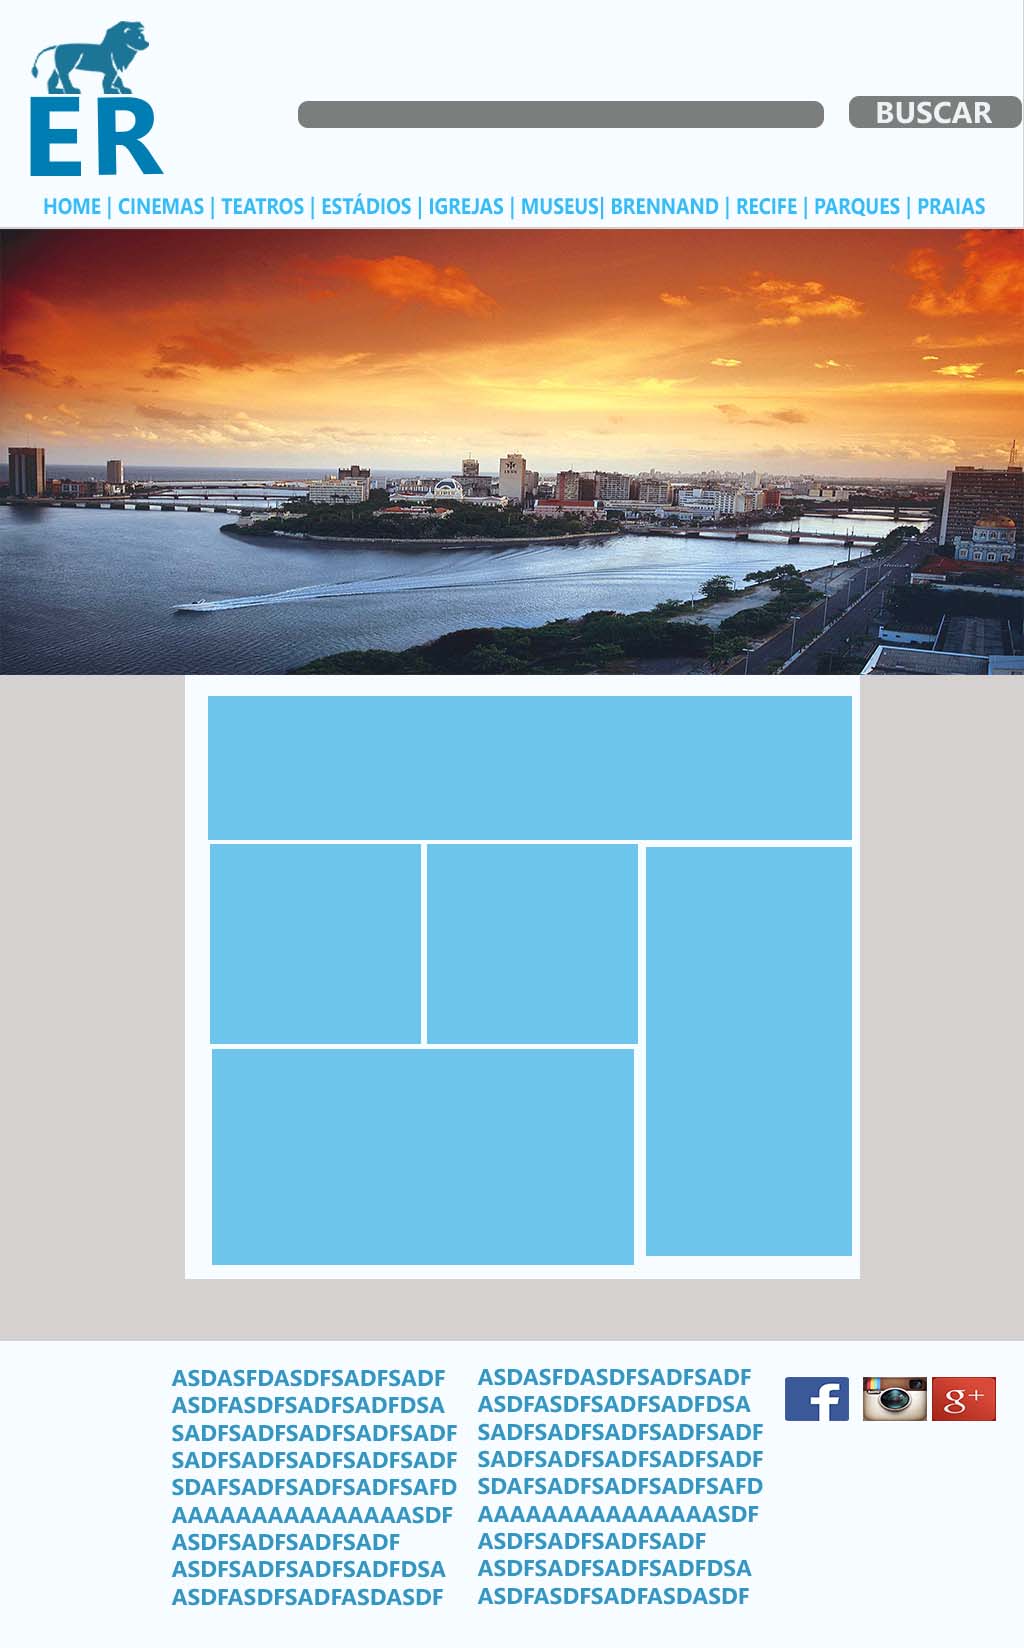 ER
BUSCAR
HOME | CINEMAS | TEATROS | ESTÁDIOS | IGREJAS | MUSEUS| BRENNAND | RECIFE | PARQUES | PRAIAS
ASDASFDASDFSADFSADF
ASDFASDFSADFSADFDSA
SADFSADFSADFSADFSADF
SADFSADFSADFSADFSADF
SDAFSADFSADFSADFSAFD
AAAAAAAAAAAAAAASDF
ASDFSADFSADFSADF
ASDFSADFSADFSADFDSA
ASDFASDFSADFASDASDF
ASDASFDASDFSADFSADF
ASDFASDFSADFSADFDSA
SADFSADFSADFSADFSADF
SADFSADFSADFSADFSADF
SDAFSADFSADFSADFSAFD
AAAAAAAAAAAAAAASDF
ASDFSADFSADFSADF
ASDFSADFSADFSADFDSA
ASDFASDFSADFASDASDF
f
g+